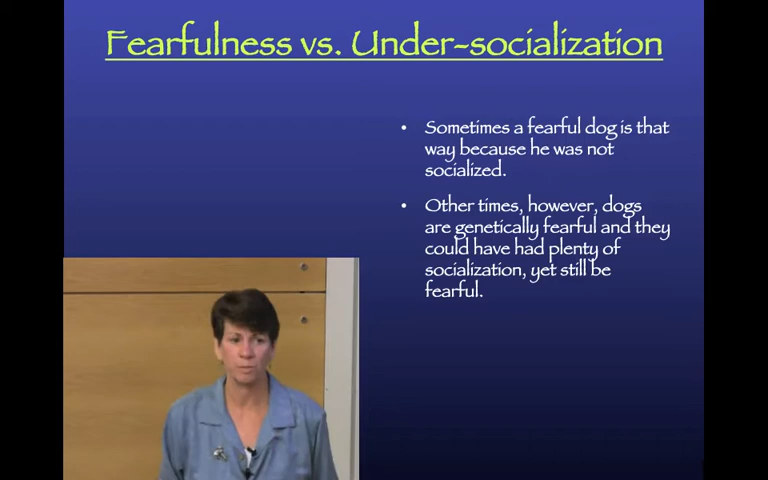 Fearfulness vs. Under-socialization
• Sometimes a fearful dog is that
way because he was not
socialized.
• Other times, however, dogs
are genetically fearful and they
could have had plenty of
socialization, yet still be
fearful.